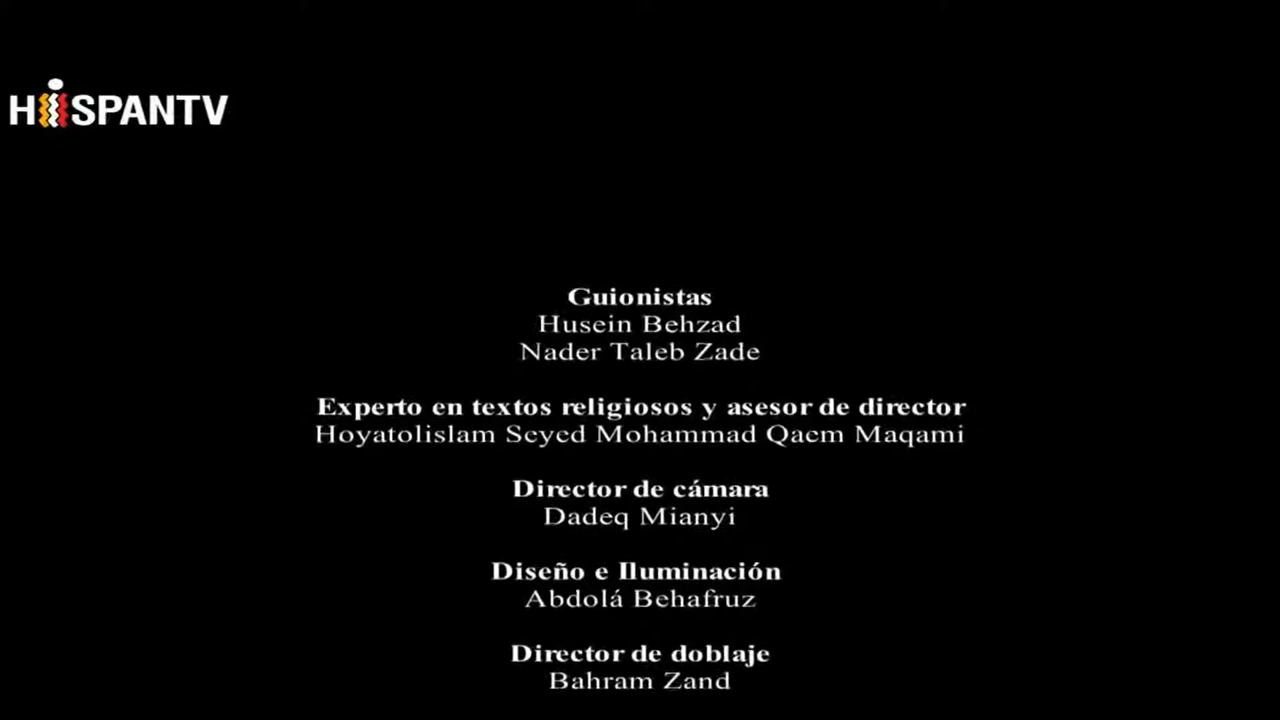 HiSPANTV
Guionistas
Husein Behzad
Nader Taleb Zade
Experto en textos religiosos y asesor de director
Hoyatolislam Seyed Mohammad Qaem Maqami
Director de cámara
Dadeq Mianyi
Diseño e Iluminación
Abdolá Behafruz
Director de doblaje
Bahram Zand